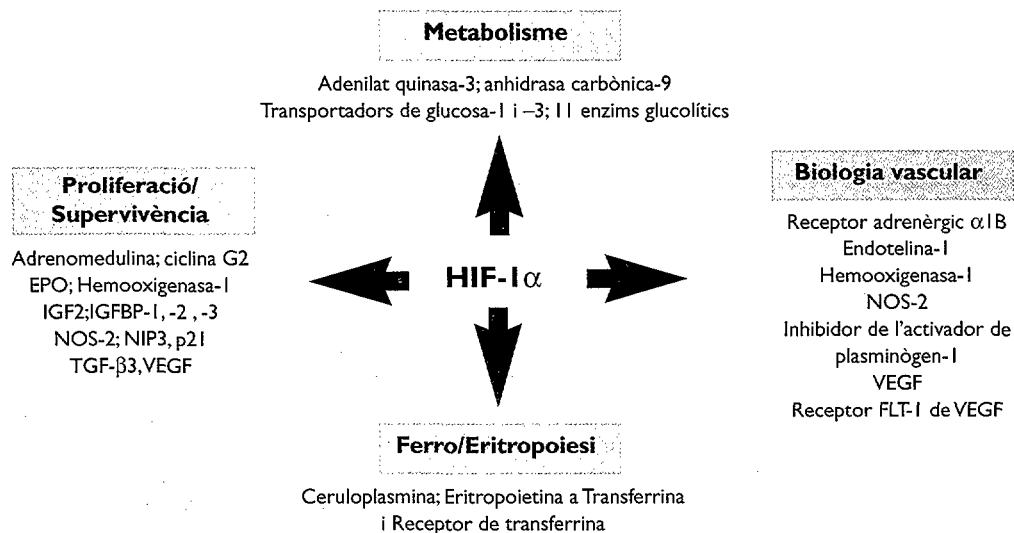 Metabolisme
Adenilat quinasa-3; anhidrasa carbònica-9
Transportadors de glucosa-1 i –3; 11 enzims glucolítics
Proliferació/
Supervivència
Adrenomedulina; ciclina G2
EPO; Hemooxigenasa-1
IGF2;IGFBP-1, -2 , -3
NOS-2; NIP3, p21
TGF-β3,VEGF
HIF-1α
Biologia vascular
Receptor adrenèrgic α1B
Endotelina-1
Hemooxigenasa-1
NOS-2
Inhibidor de l'activador de
plasminògen-1
VEGF
Receptor FLT-1 de VEGF
Ferro/Eritropoiesi
Ceruloplasmina; Eritropoietina a Transferrina
i Receptor de transferrina